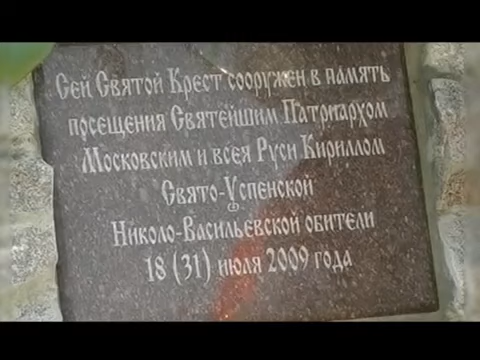 Сей Святой Крест сооружен в память
посещения Святейшим Патриархом
Московским и всея Руси Кириллом
Свято-Успенской
Николо-Васильевской обители
18 (31) июля 2009 года